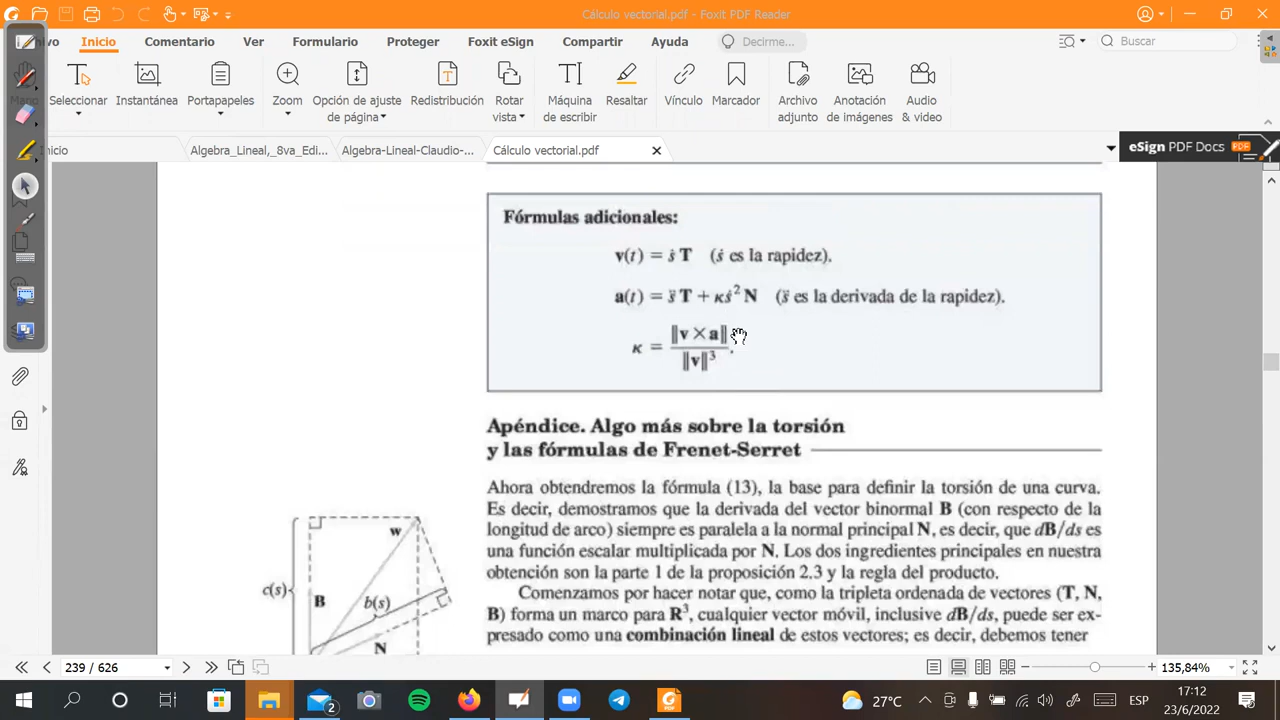 Cálculo vectorial.pdf - Foxit PDF Reader
Inicio
Comentario
Ver
Formulario
Proteger
Foxit eSign
Compartir
Ayuda
Decirme...
Buscar
Seleccionar
Instantánea
Portapapeles
Zoom
Opción de ajuste
de página
Redistribución
Rotar
vista
Máquina
de escribir
Resaltar
Vínculo
Marcador
Archivo
adjunto
Anotación
de imágenes
Audio
& video
Inicio
Algebra_Lineal,_8va_Edi...
Algebra-Lineal-Claudio-...
Cálculo vectorial.pdf
eSign PDF Docs
PDF
Fórmulas adicionales:
v(t) = ṡ T (ṡ es la rapidez).
a(t) = s̈ T + κṡ² N (s̈ es la derivada de la rapidez).
κ = ‖v × a‖ / ‖v‖³.
Apéndice. Algo más sobre la torsión
y las fórmulas de Frenet-Serret
Ahora obtendremos la fórmula (13), la base para definir la torsión de una curva.
Es decir, demostramos que la derivada del vector binormal B (con respecto de la
longitud de arco) siempre es paralela a la normal principal N, es decir, que dB/ds es
una función escalar multiplicada por N. Los dos ingredientes principales en nuestra
obtención son la parte 1 de la proposición 2.3 y la regla del producto.
Comenzamos por hacer notar que, como la tripleta ordenada de vectores (T, N,
B) forma un marco para R³, cualquier vector móvil, inclusive dB/ds, puede ser ex-
presado como una combinación lineal de estos vectores; es decir, debemos tener
w
c(s)
B
b(s)
N
239 / 626
135,84%
2
27°C
ESP
17:12
23/6/2022